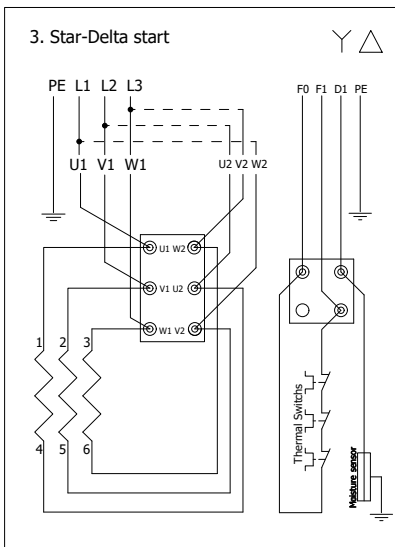 3. Star-Delta start
PE L1 L2 L3
F0 F1 D1 PE
U1 V1 W1
U2 V2 W2
U1 W2
V1 U2
W1 V2
1 2 3
4 5 6
Thermal Switchs
Moisture sensor